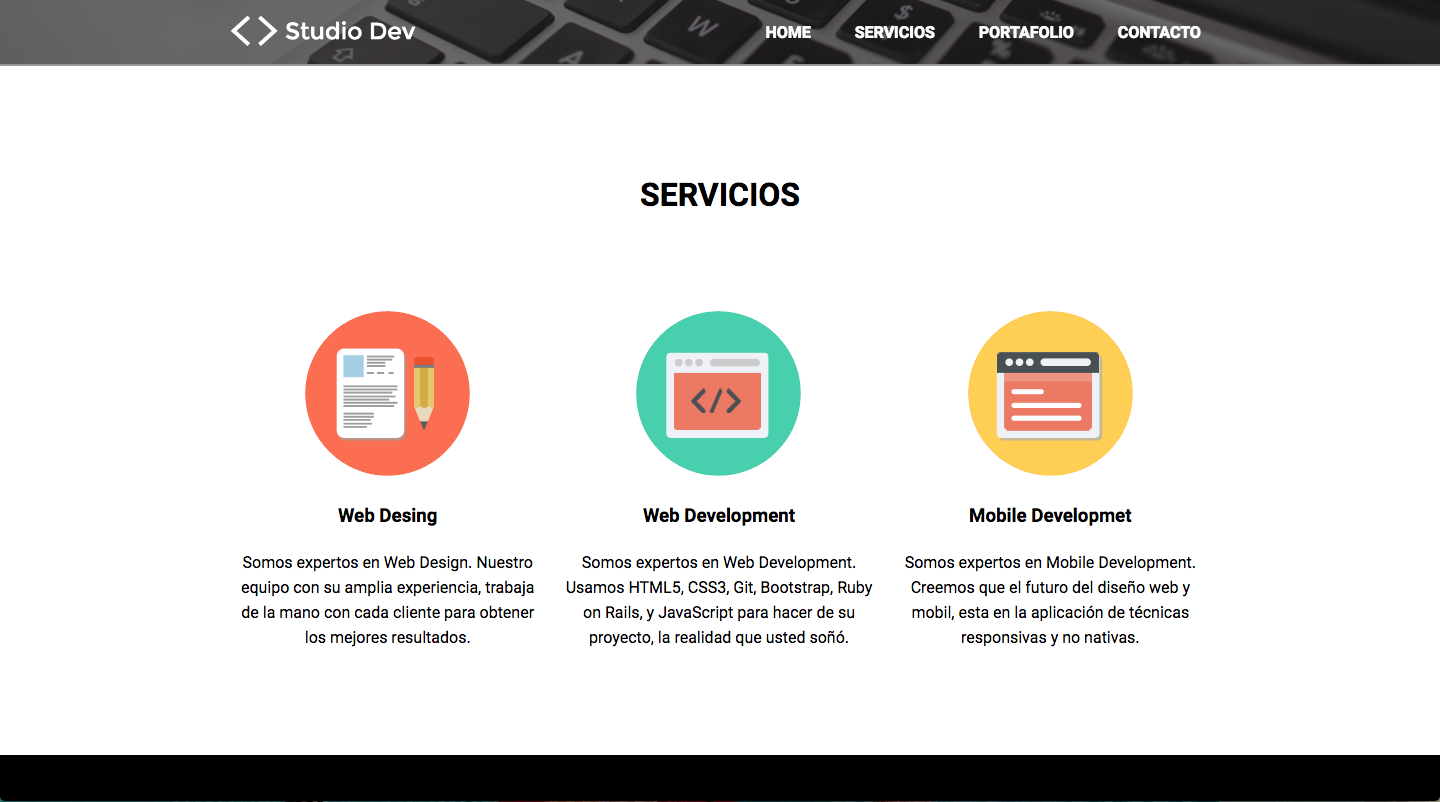 Studio Dev
HOME SERVICIOS PORTAFOLIO CONTACTO
W
$
A
SERVICIOS
</>
Web Desing
Web Development
Mobile Developmet
Somos expertos en Web Design. Nuestro
equipo con su amplia experiencia, trabaja
de la mano con cada cliente para obtener
los mejores resultados.
Somos expertos en Web Development.
Usamos HTML5, CSS3, Git, Bootstrap, Ruby
on Rails, y JavaScript para hacer de su
proyecto, la realidad que usted soñó.
Somos expertos en Mobile Development.
Creemos que el futuro del diseño web y
mobil, esta en la aplicación de técnicas
responsivas y no nativas.